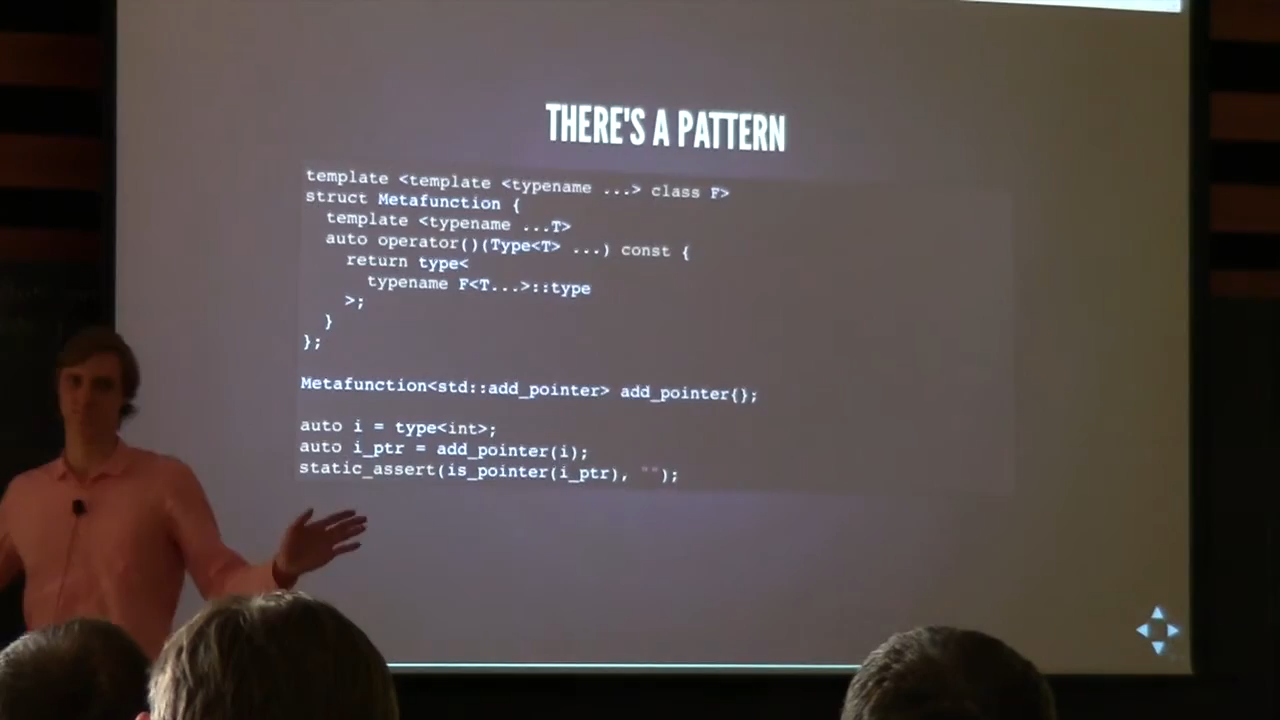 THERE'S A PATTERN
template <template <typename ...> class F>
struct Metafunction {
  template <typename ...T>
  auto operator()(Type<T> ...) const {
    return type<
      typename F<T...>::type
    >;
  }
};
Metafunction<std::add_pointer> add_pointer{};
auto i = type<int>;
auto i_ptr = add_pointer(i);
static_assert(is_pointer(i_ptr), "");